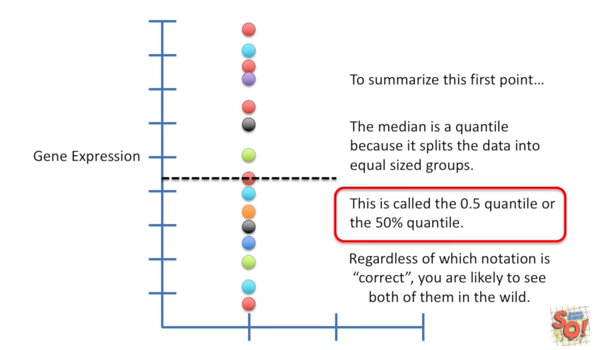 To summarize this first point…
The median is a quantile
because it splits the data into
equal sized groups.
Gene Expression
This is called the 0.5 quantile or
the 50% quantile.
Regardless of which notation is
“correct”, you are likely to see
both of them in the wild.
SQ!